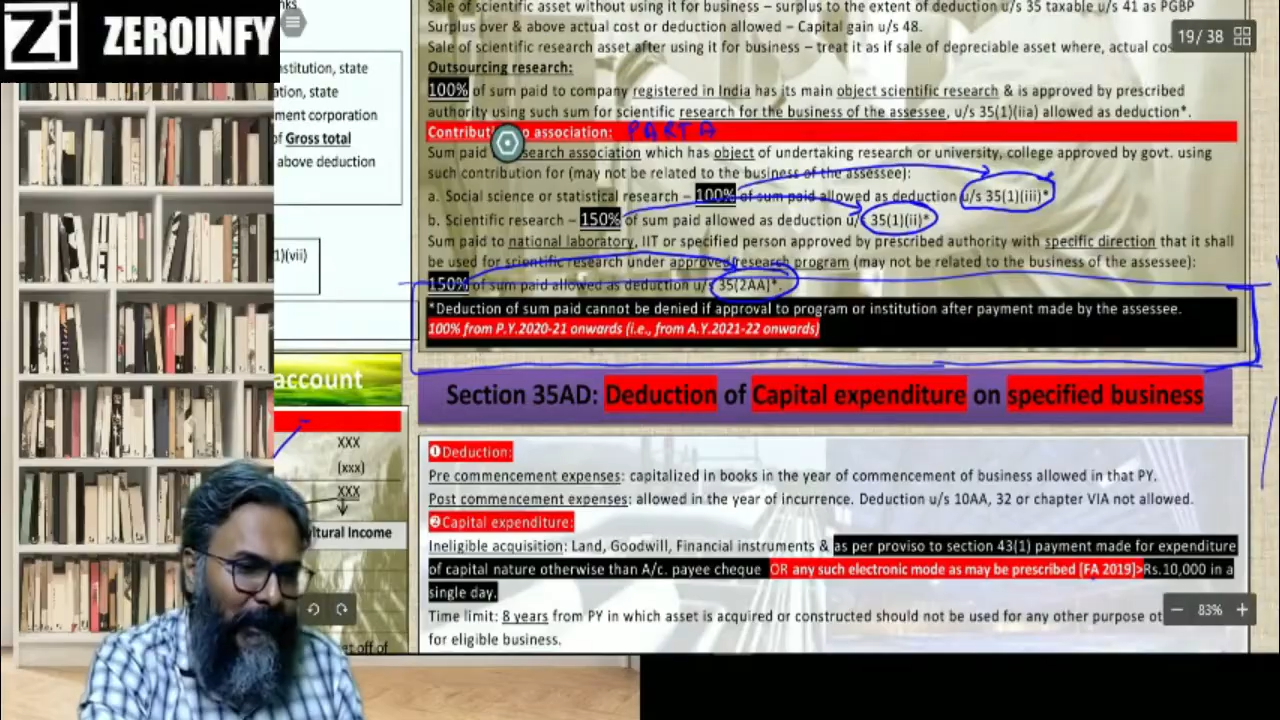 Zi ZEROINFY
nks
stitution, state
ation, state
ment corporation
of Gross total
above deduction
1)(vii)
account
XXX
(xxx)
XXX
ultural Income
et off of
Sale of scientific asset without using it for business – surplus to the extent of deduction u/s 35 taxable u/s 41 as PGBP
Surplus over & above actual cost or deduction allowed – Capital gain u/s 48.
Sale of scientific research asset after using it for business – treat it as if sale of depreciable asset where, actual cos
19 / 38
Outsourcing research:
100% of sum paid to company registered in India has its main object scientific research & is approved by prescribed
authority using such sum for scientific research for the business of the assessee, u/s 35(1)(iia) allowed as deduction*.
Contribut o association: PART A
Sum paid search association which has object of undertaking research or university, college approved by govt. using
such contribution for (may not be related to the business of the assessee):
a. Social science or statistical research – 100% of sum paid allowed as deduction u/s 35(1)(iii)*
b. Scientific research – 150% of sum paid allowed as deduction u/ 35(1)(ii)*
Sum paid to national laboratory, IIT or specified person approved by prescribed authority with specific direction that it shall
be used for scientific research under approved research program (may not be related to the business of the assessee):
150% of sum paid allowed as deduction u/s 35(2AA)*.
*Deduction of sum paid cannot be denied if approval to program or institution after payment made by the assessee.
100% from P.Y.2020-21 onwards (i.e., from A.Y.2021-22 onwards)
Section 35AD: Deduction of Capital expenditure on specified business
❶Deduction:
Pre commencement expenses: capitalized in books in the year of commencement of business allowed in that PY.
Post commencement expenses: allowed in the year of incurrence. Deduction u/s 10AA, 32 or chapter VIA not allowed.
❷Capital expenditure:
Ineligible acquisition: Land, Goodwill, Financial instruments & as per proviso to section 43(1) payment made for expenditure
of capital nature otherwise than A/c. payee cheque OR any such electronic mode as may be prescribed [FA 2019]>Rs.10,000 in a
single day.
Time limit: 8 years from PY in which asset is acquired or constructed should not be used for any other purpose ot
for eligible business.
83%